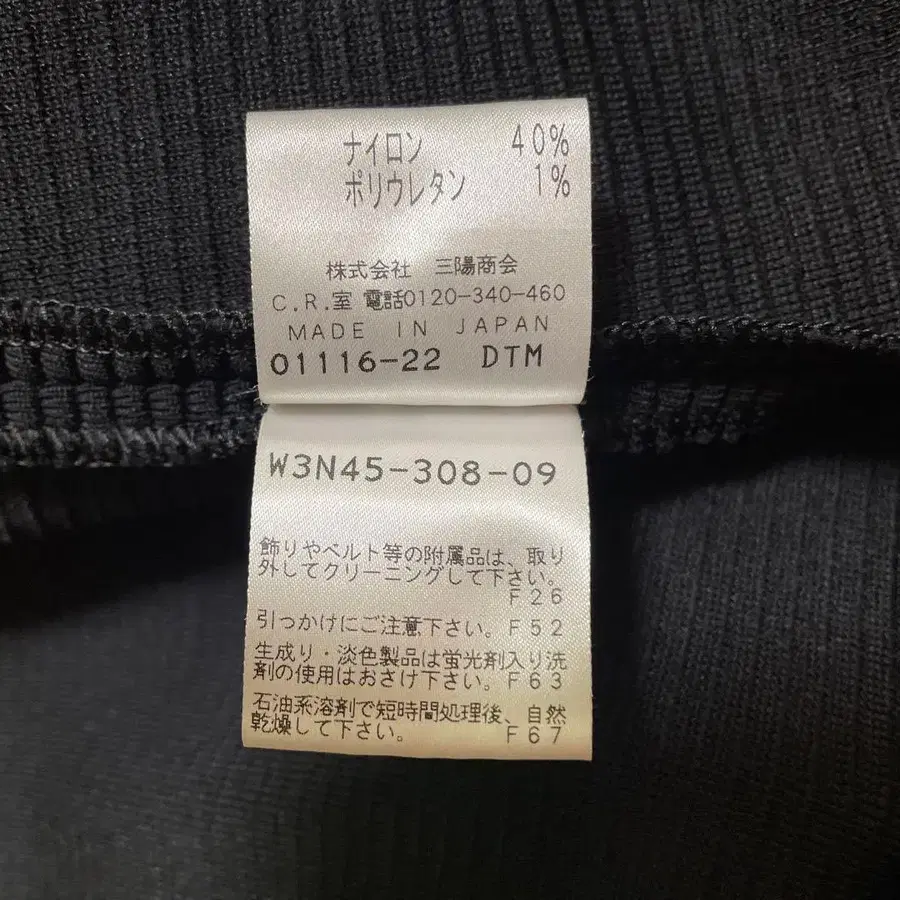 ナイロン 40%
ポリウレタン 1%
株式会社 三陽商会
C.R.室 電話0120-340-460
MADE IN JAPAN
01116-22 DTM
W3N45-308-09
飾りやベルト等の附属品は、取り
外してクリーニングして下さい。
F26
引っかけにご注意下さい。F52
生成り・淡色製品は蛍光剤入り洗
剤の使用はおさけ下さい。F63
石油系溶剤で短時間処理後、自然
乾燥して下さい。 F67